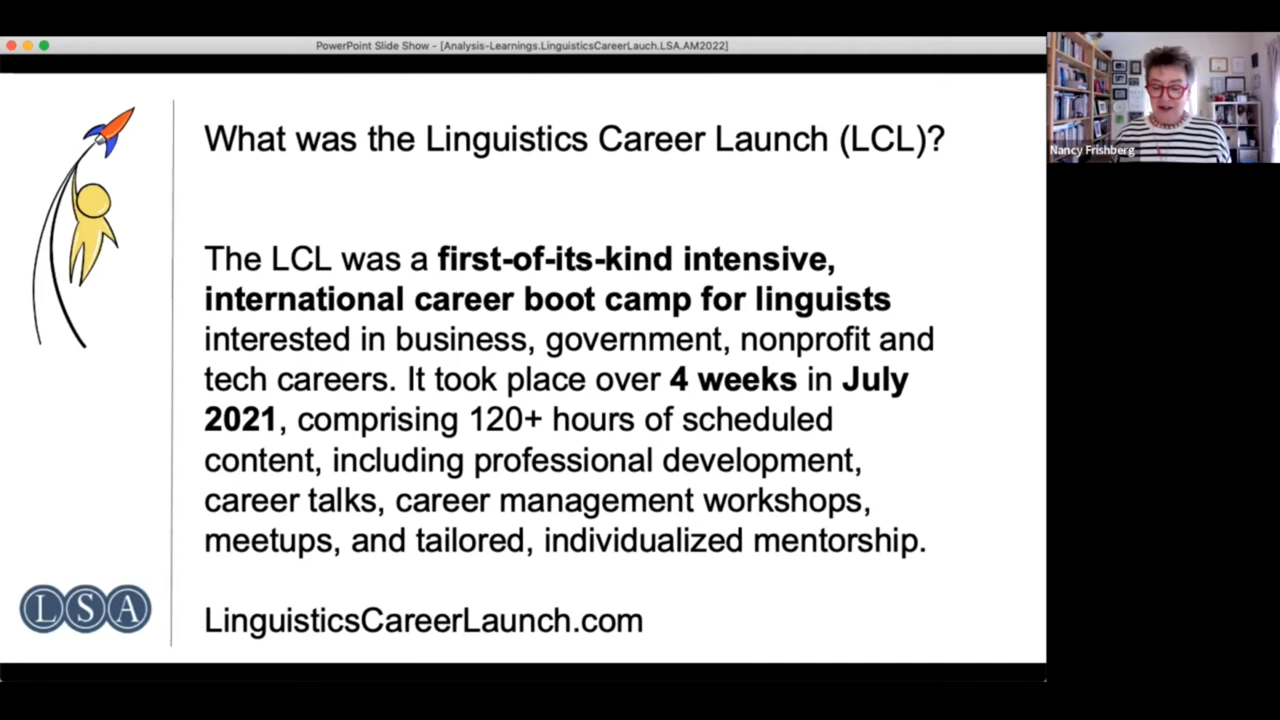 PowerPoint Slide Show - [Analysis-Learnings.LinguisticsCareerLauch.LSA.AM2022]
Nancy Frishberg
What was the Linguistics Career Launch (LCL)?
The LCL was a first-of-its-kind intensive,
international career boot camp for linguists
interested in business, government, nonprofit and
tech careers. It took place over 4 weeks in July
2021, comprising 120+ hours of scheduled
content, including professional development,
career talks, career management workshops,
meetups, and tailored, individualized mentorship.
LSA
LinguisticsCareerLaunch.com